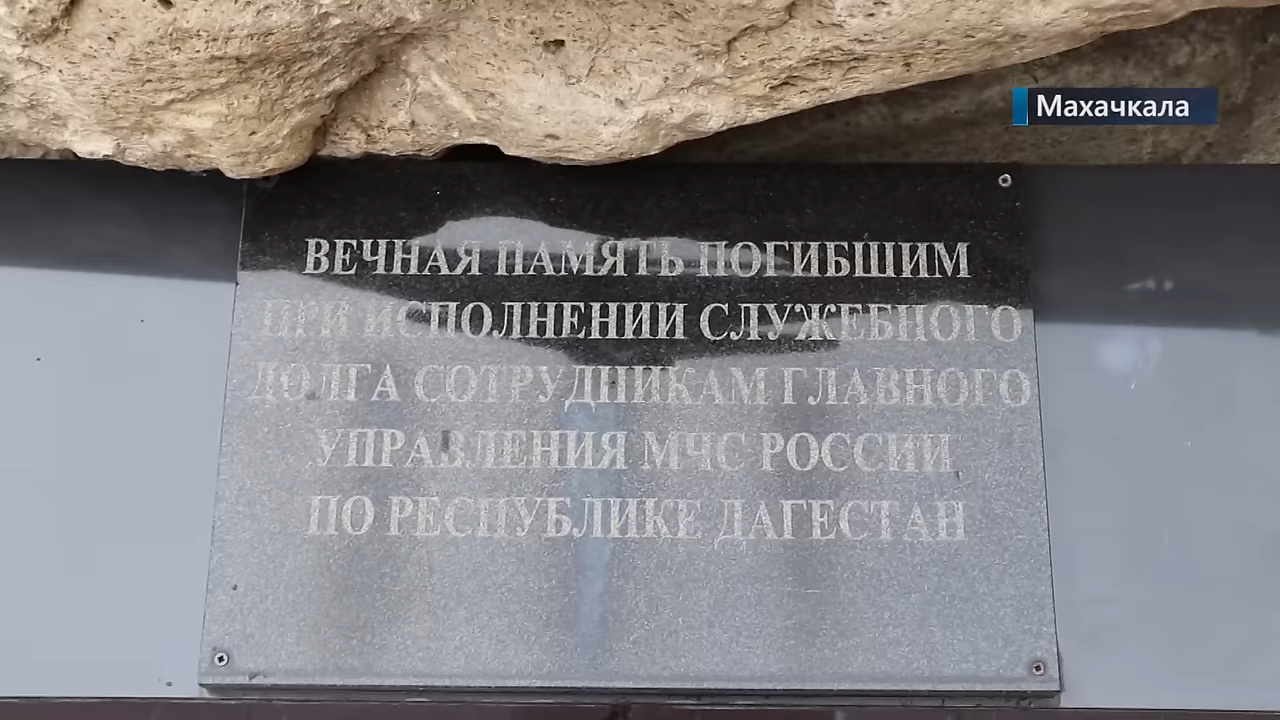 Махачкала
ВЕЧНАЯ ПАМЯТЬ ПОГИБШИМ
ПРИ ИСПОЛНЕНИИ СЛУЖЕБНОГО
ДОЛГА СОТРУДНИКАМ ГЛАВНОГО
УПРАВЛЕНИЯ МЧС РОССИИ
ПО РЕСПУБЛИКЕ ДАГЕСТАН